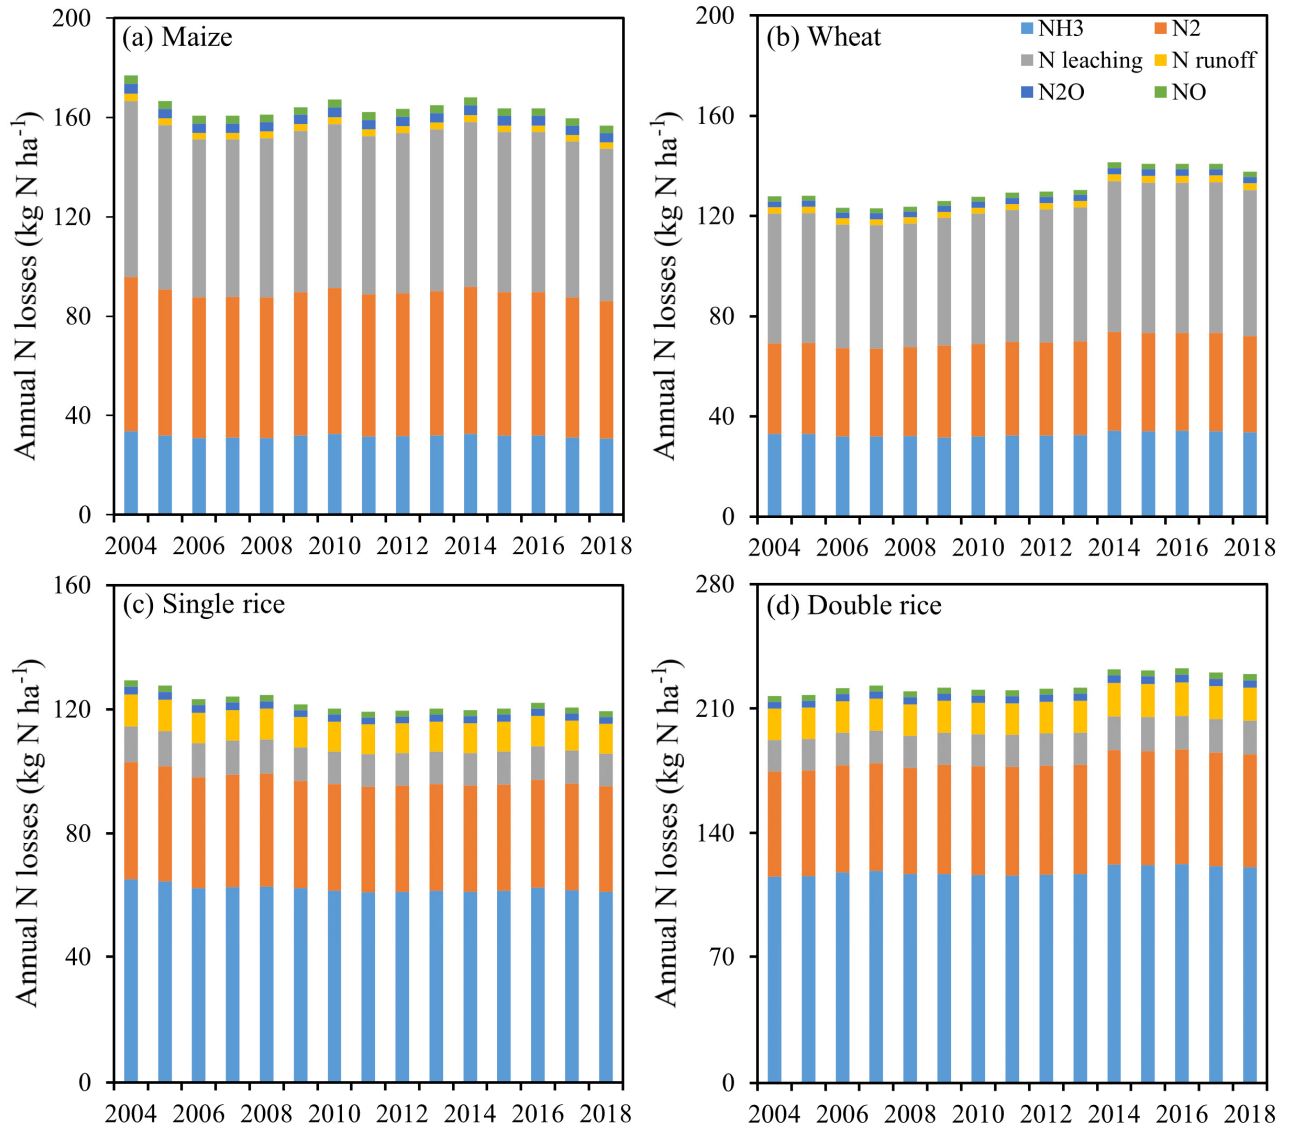 (a) Maize
Annual N losses (kg N ha⁻¹)
200
160
120
80
40
0
2004 2006 2008 2010 2012 2014 2016 2018
(b) Wheat
NH3 N2
N leaching N runoff
N2O NO
Annual N losses (kg N ha⁻¹)
200
160
120
80
40
0
2004 2006 2008 2010 2012 2014 2016 2018
(c) Single rice
Annual N losses (kg N ha⁻¹)
160
120
80
40
0
2004 2006 2008 2010 2012 2014 2016 2018
(d) Double rice
Annual N losses (kg N ha⁻¹)
280
210
140
70
0
2004 2006 2008 2010 2012 2014 2016 2018